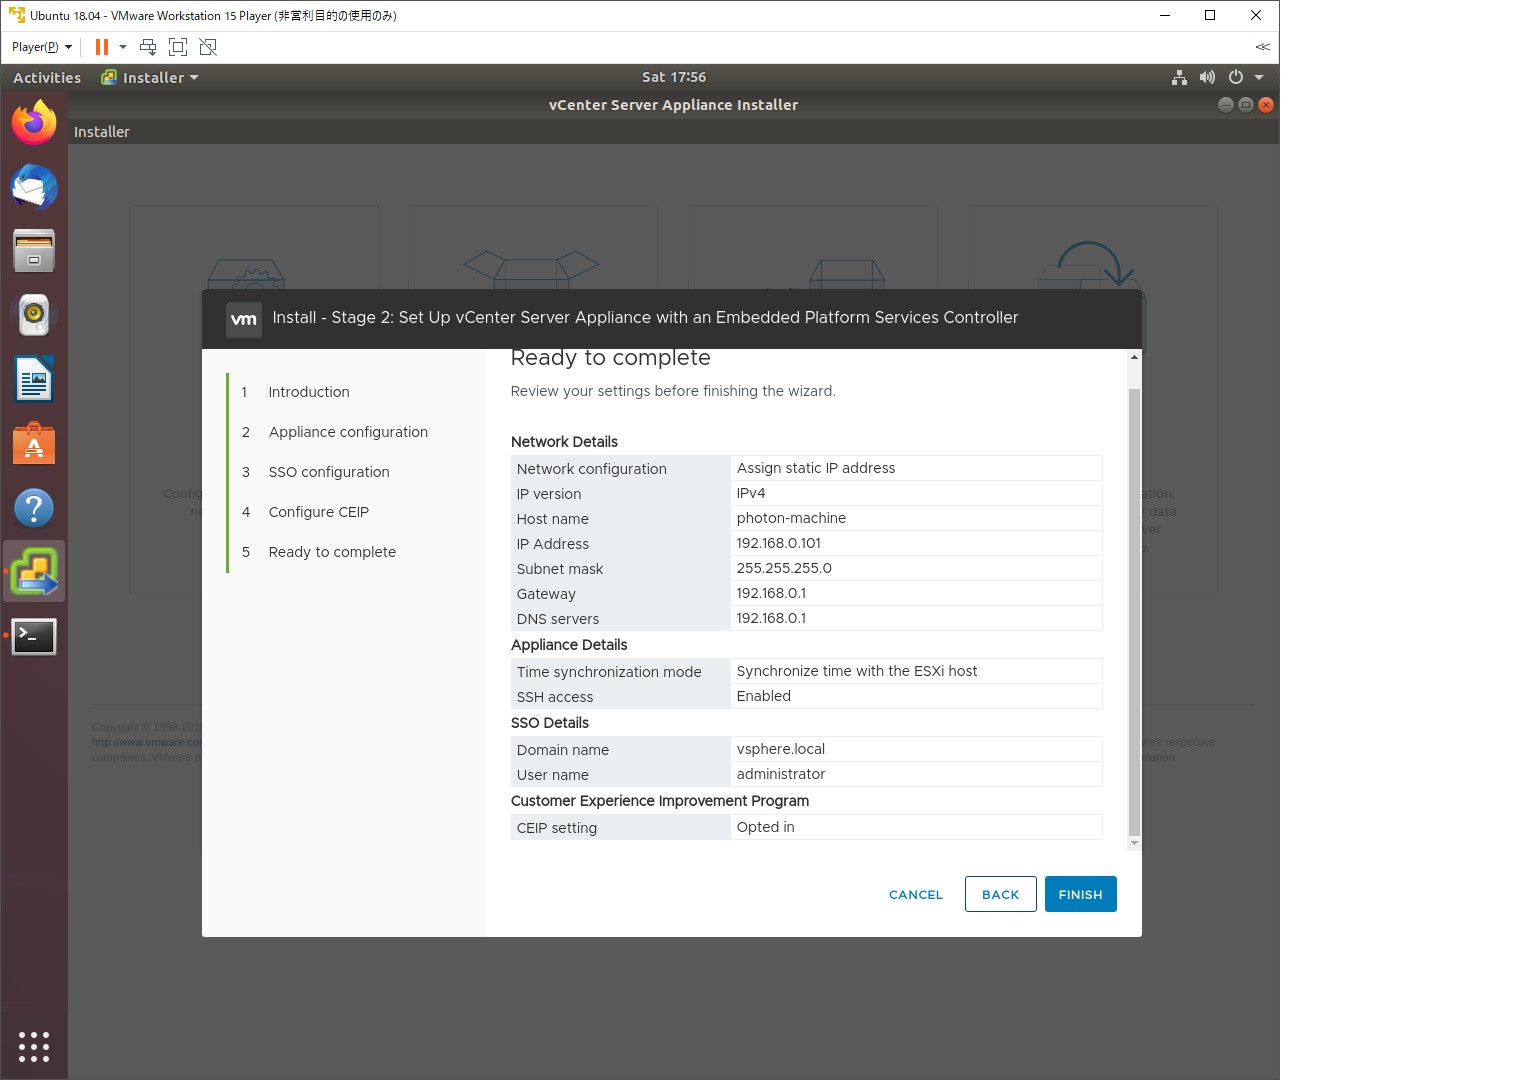 Ubuntu 18.04 - VMware Workstation 15 Player (非営利目的の使用のみ)
Player(P)
Activities Installer Sat 17:56
vCenter Server Appliance Installer
Installer
vm Install - Stage 2: Set Up vCenter Server Appliance with an Embedded Platform Services Controller
1 Introduction
2 Appliance configuration
3 SSO configuration
4 Configure CEIP
5 Ready to complete
Ready to complete
Review your settings before finishing the wizard.
Network Details
Network configuration Assign static IP address
IP version IPv4
Host name photon-machine
IP Address 192.168.0.101
Subnet mask 255.255.255.0
Gateway 192.168.0.1
DNS servers 192.168.0.1
Appliance Details
Time synchronization mode Synchronize time with the ESXi host
SSH access Enabled
SSO Details
Domain name vsphere.local
User name administrator
Customer Experience Improvement Program
CEIP setting Opted in
CANCEL BACK FINISH
data
Copyright © 1998-201
http://www.vmware.co
their respective
companies. VMware p